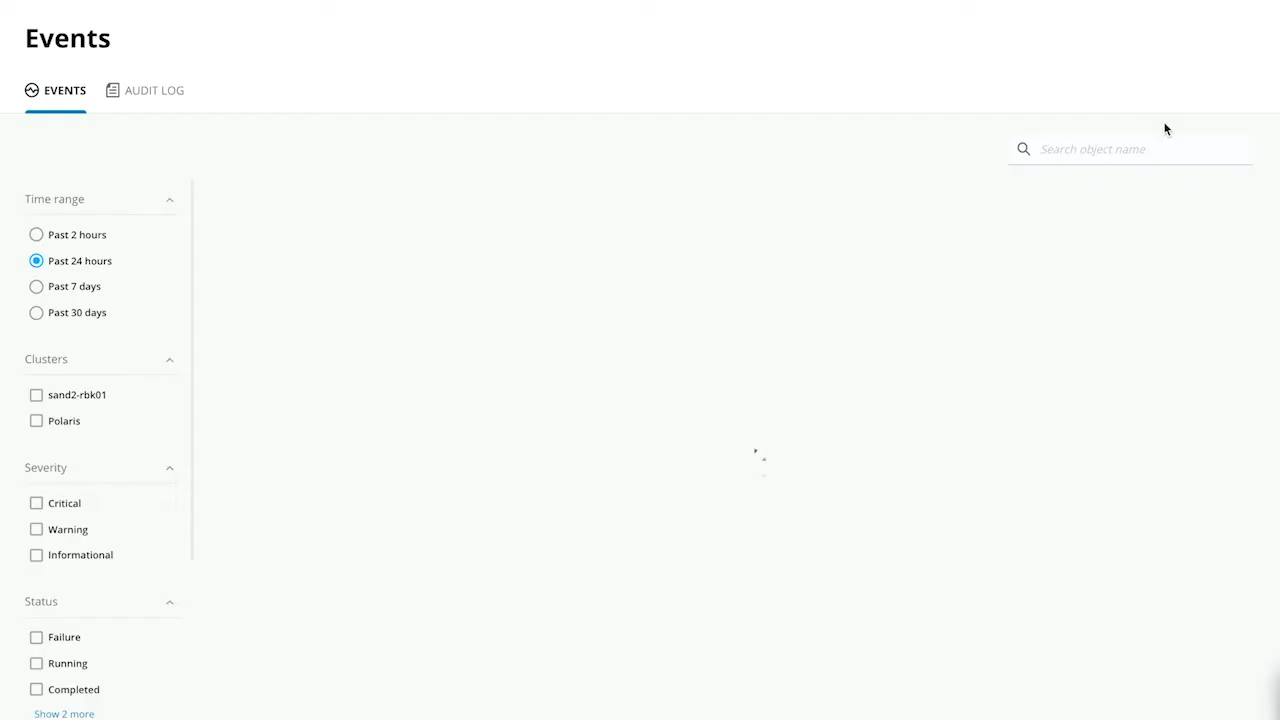 Events
EVENTS
AUDIT LOG
Search object name
Time range
Past 2 hours
Past 24 hours
Past 7 days
Past 30 days
Clusters
sand2-rbk01
Polaris
Severity
Critical
Warning
Informational
Status
Failure
Running
Completed
Show 2 more